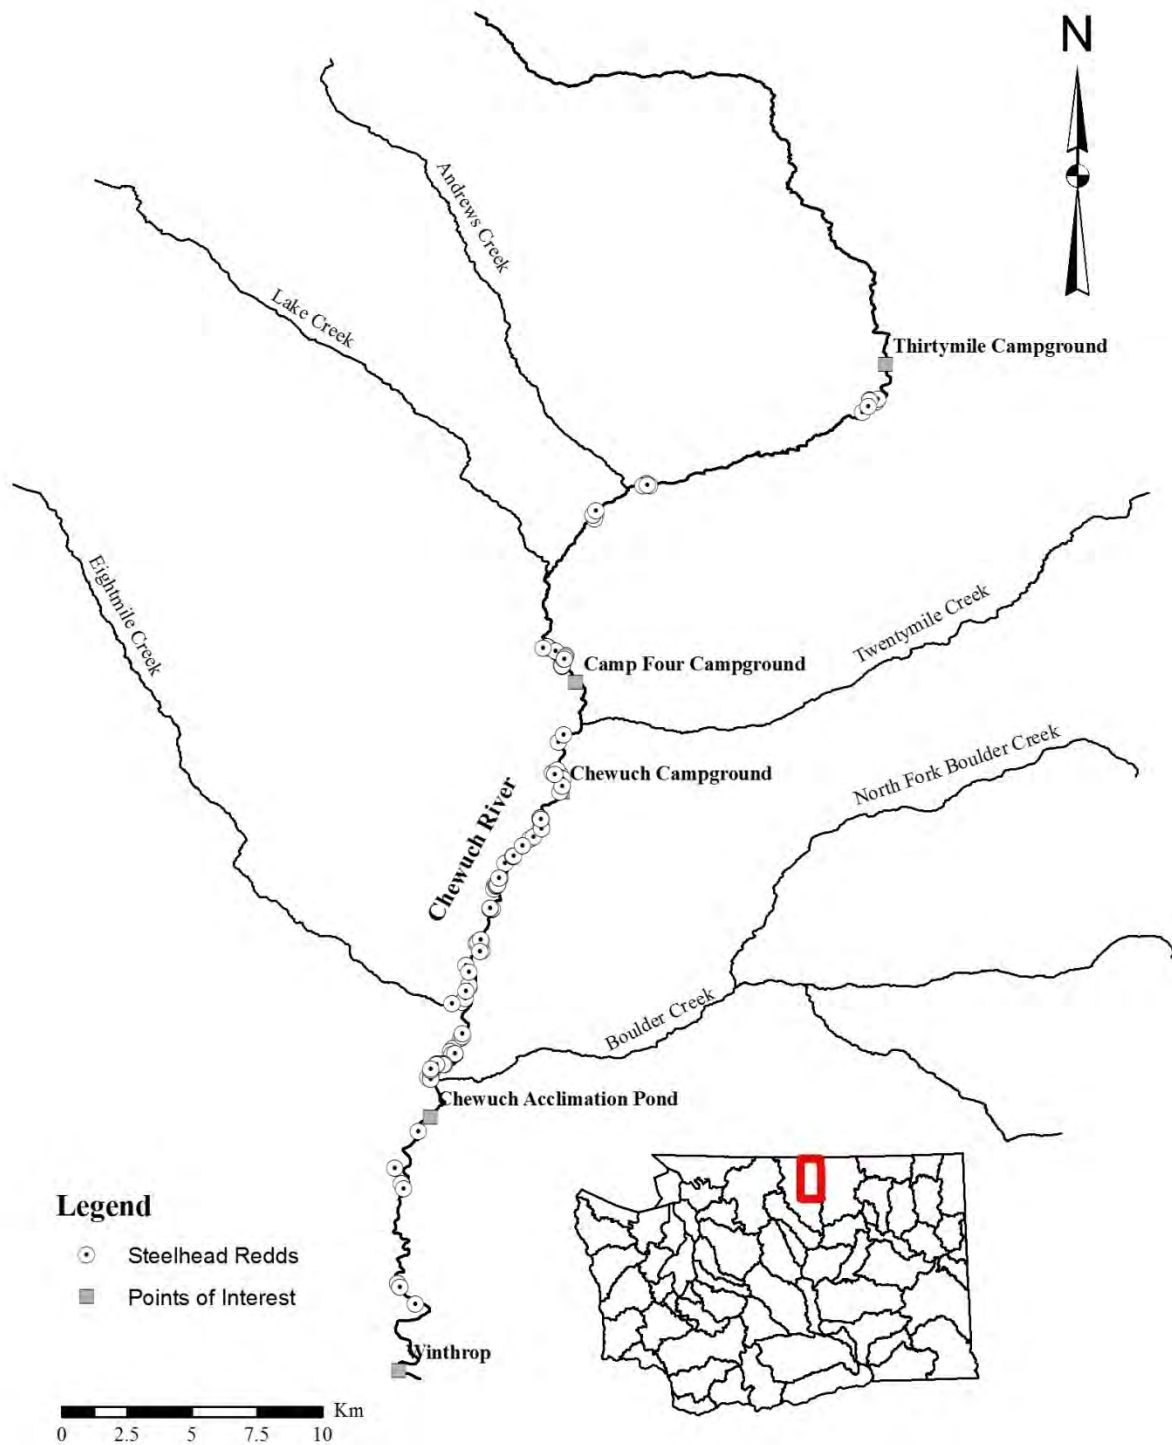 N
Andrews Creek
Lake Creek
Thirtymile Campground
Eightmile Creek
Twentymile Creek
Camp Four Campground
North Fork Boulder Creek
Chewuch Campground
Chewuch River
Boulder Creek
Chewuch Acclimation Pond
Legend
Steelhead Redds
Points of Interest
Winthrop
Km
0 2.5 5 7.5 10